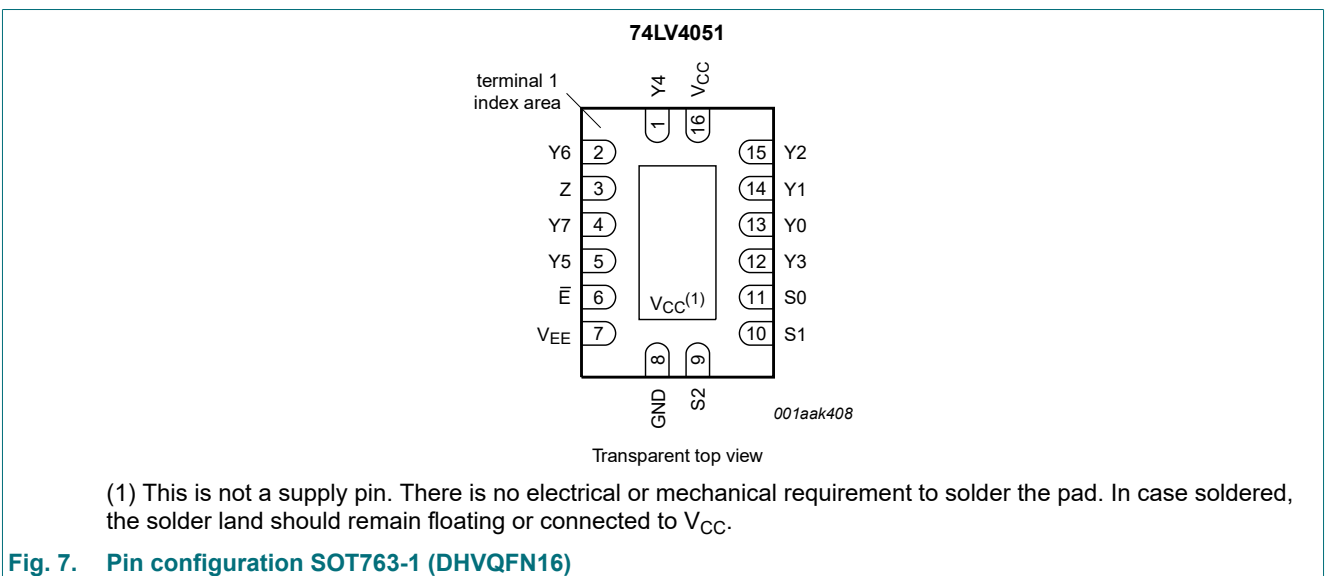 74LV4051
terminal 1
index area
Y4
VCC
1
16
Y6 2
15 Y2
Z 3
14 Y1
Y7 4
13 Y0
Y5 5
12 Y3
E̅ 6
VCC(1)
11 S0
VEE 7
10 S1
8
9
GND
S2
001aak408
Transparent top view
(1) This is not a supply pin. There is no electrical or mechanical requirement to solder the pad. In case soldered,
the solder land should remain floating or connected to VCC.
Fig. 7. Pin configuration SOT763-1 (DHVQFN16)